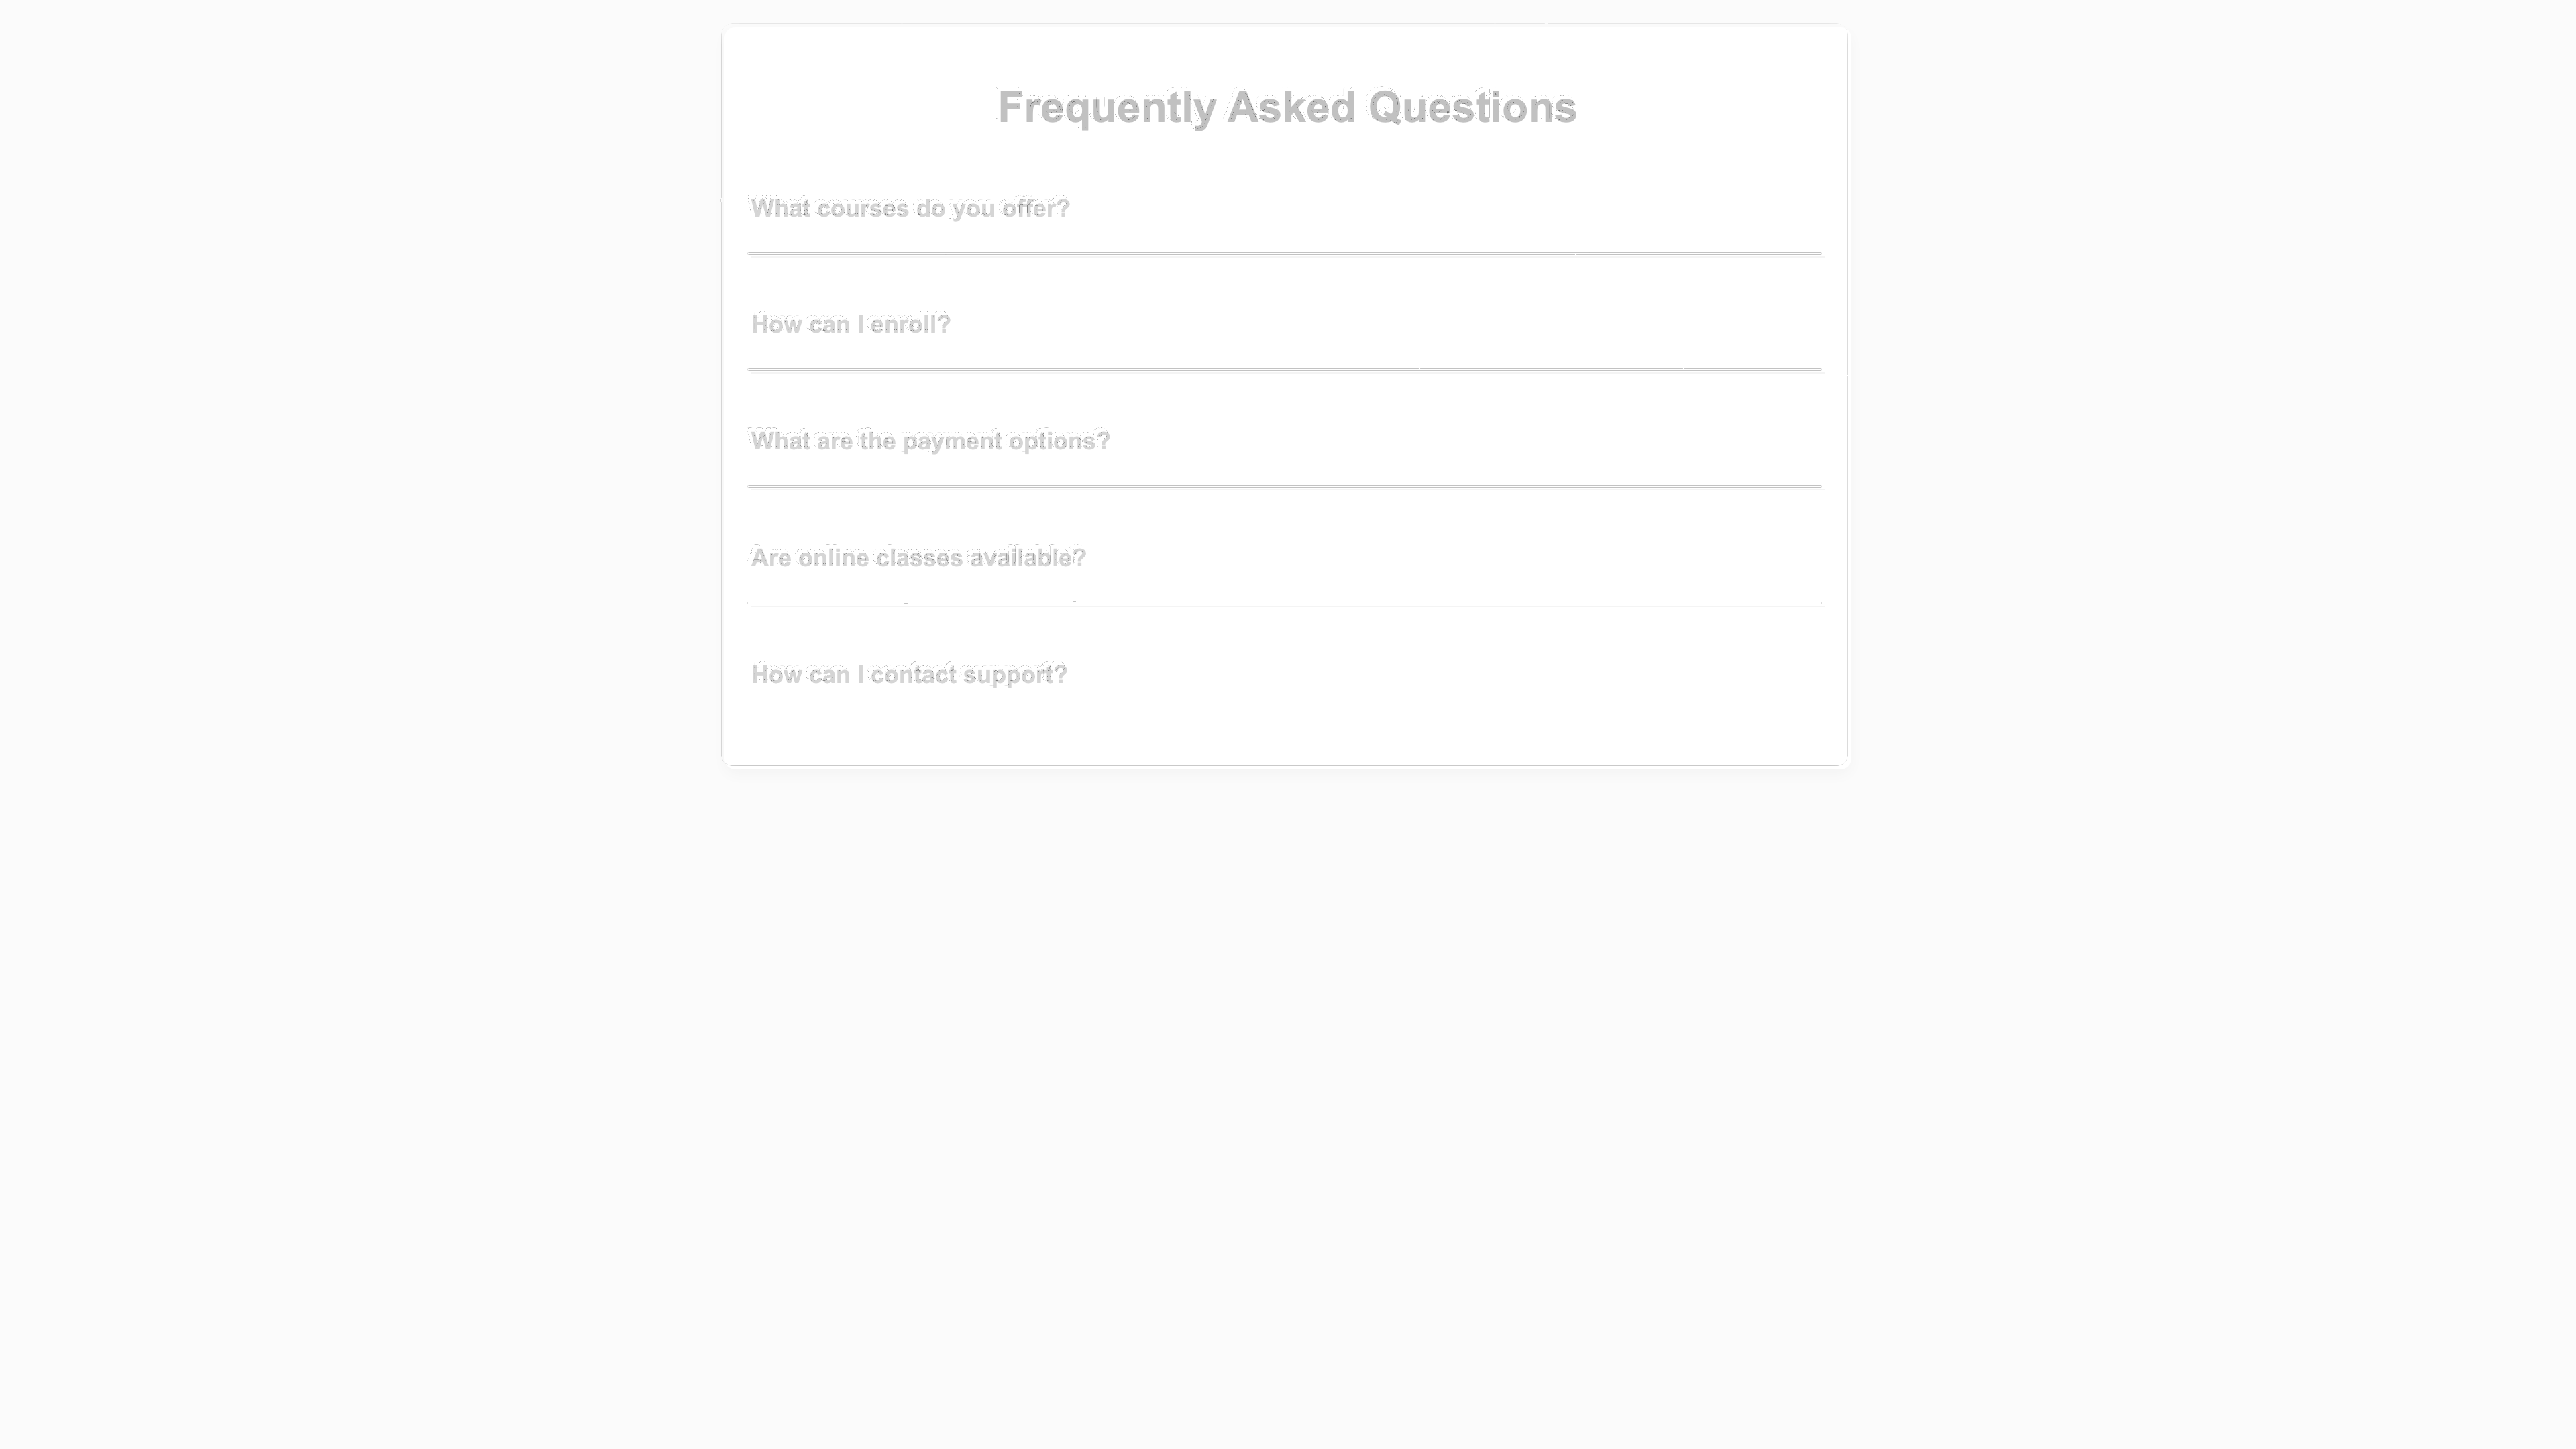 Frequently Asked Questions
What courses do you offer?
How can I enroll?
What are the payment options?
Are online classes available?
How can I contact support?